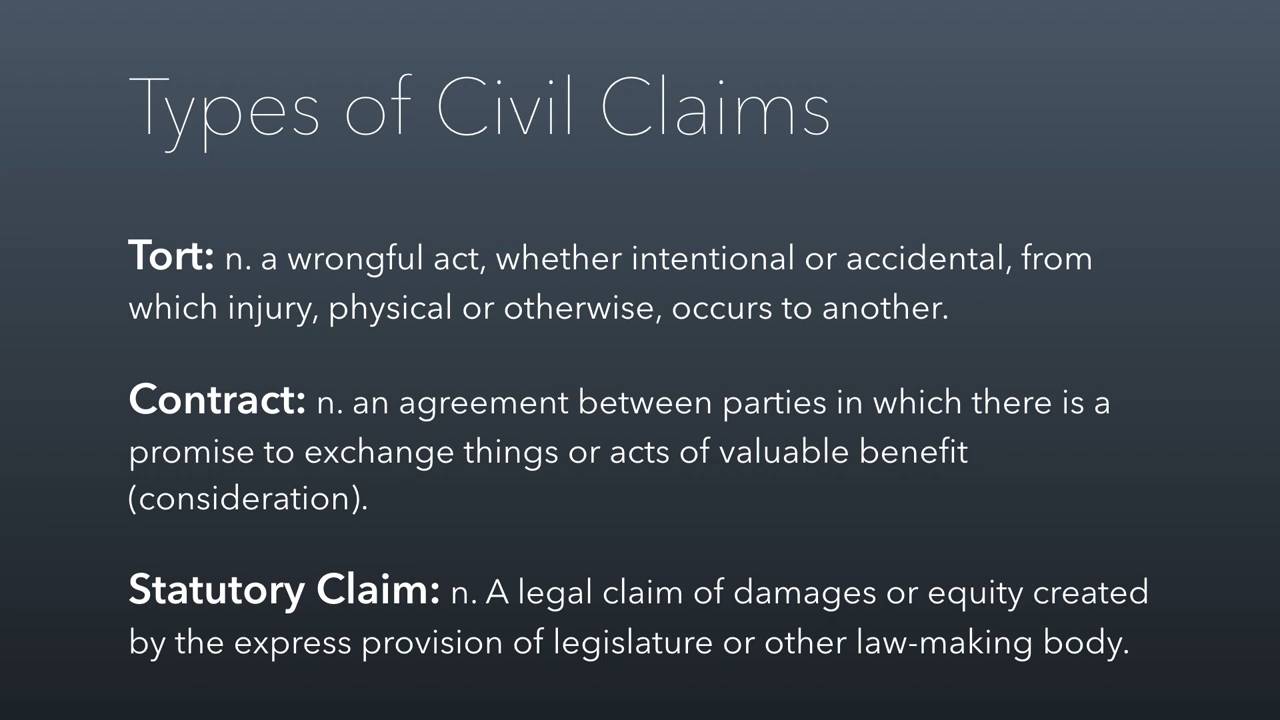 Types of Civil Claims
Tort: n. a wrongful act, whether intentional or accidental, from
which injury, physical or otherwise, occurs to another.
Contract: n. an agreement between parties in which there is a
promise to exchange things or acts of valuable benefit
(consideration).
Statutory Claim: n. A legal claim of damages or equity created
by the express provision of legislature or other law-making body.